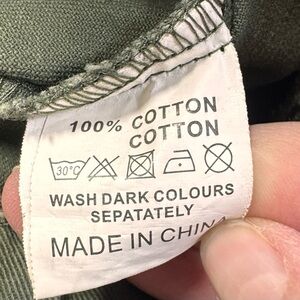 100% COTTON
COTTON
30°C
WASH DARK COLOURS
SEPATATELY
MADE IN CHINA